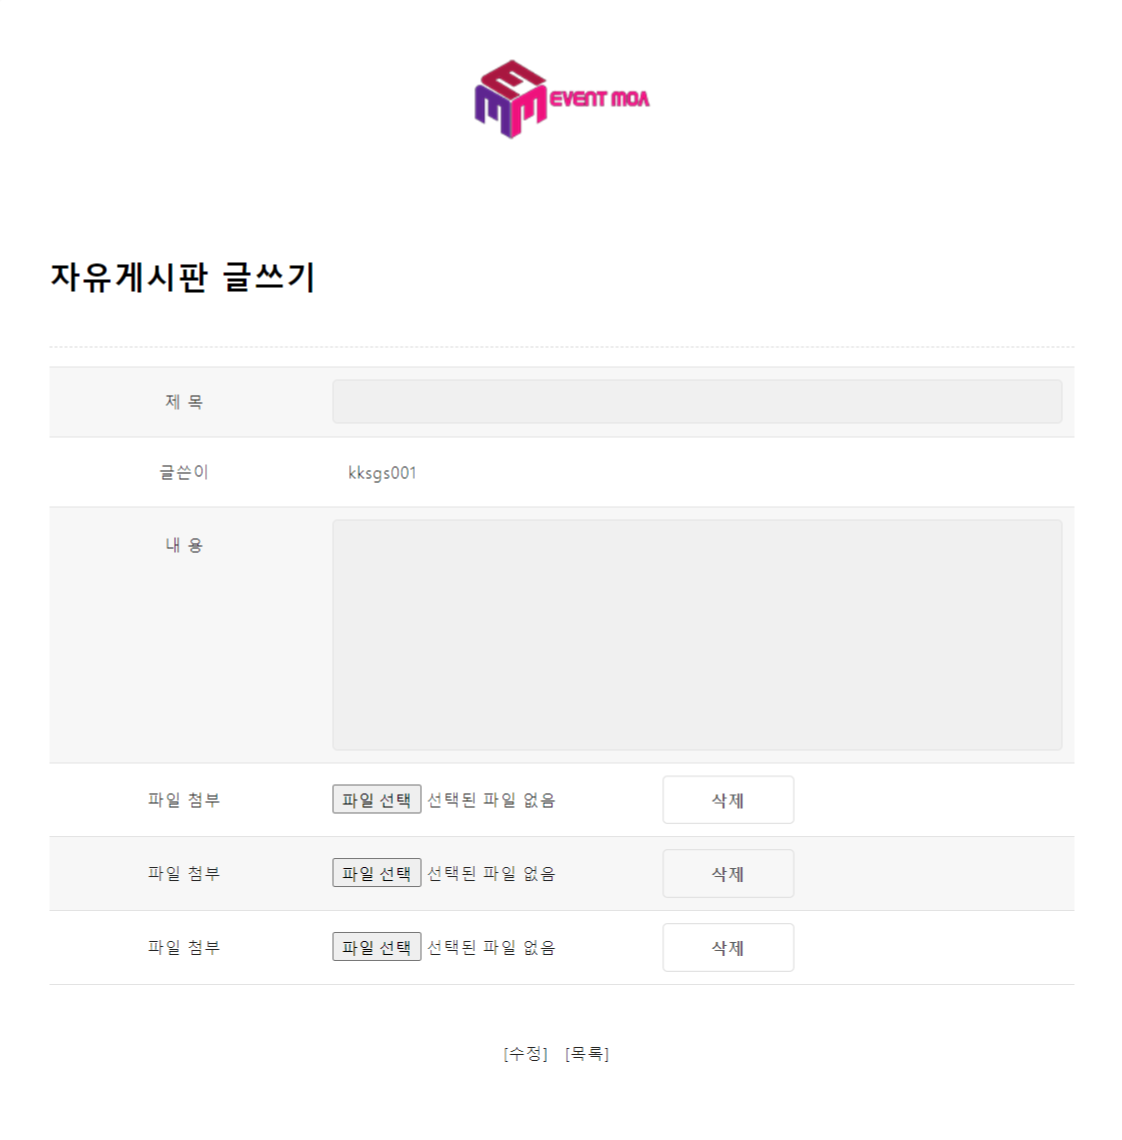 EVENT MOA
자유게시판 글쓰기
제 목
글쓴이 kksgs001
내 용
파일 첨부 파일 선택 선택된 파일 없음 삭제
파일 첨부 파일 선택 선택된 파일 없음 삭제
파일 첨부 파일 선택 선택된 파일 없음 삭제
[수정] [목록]